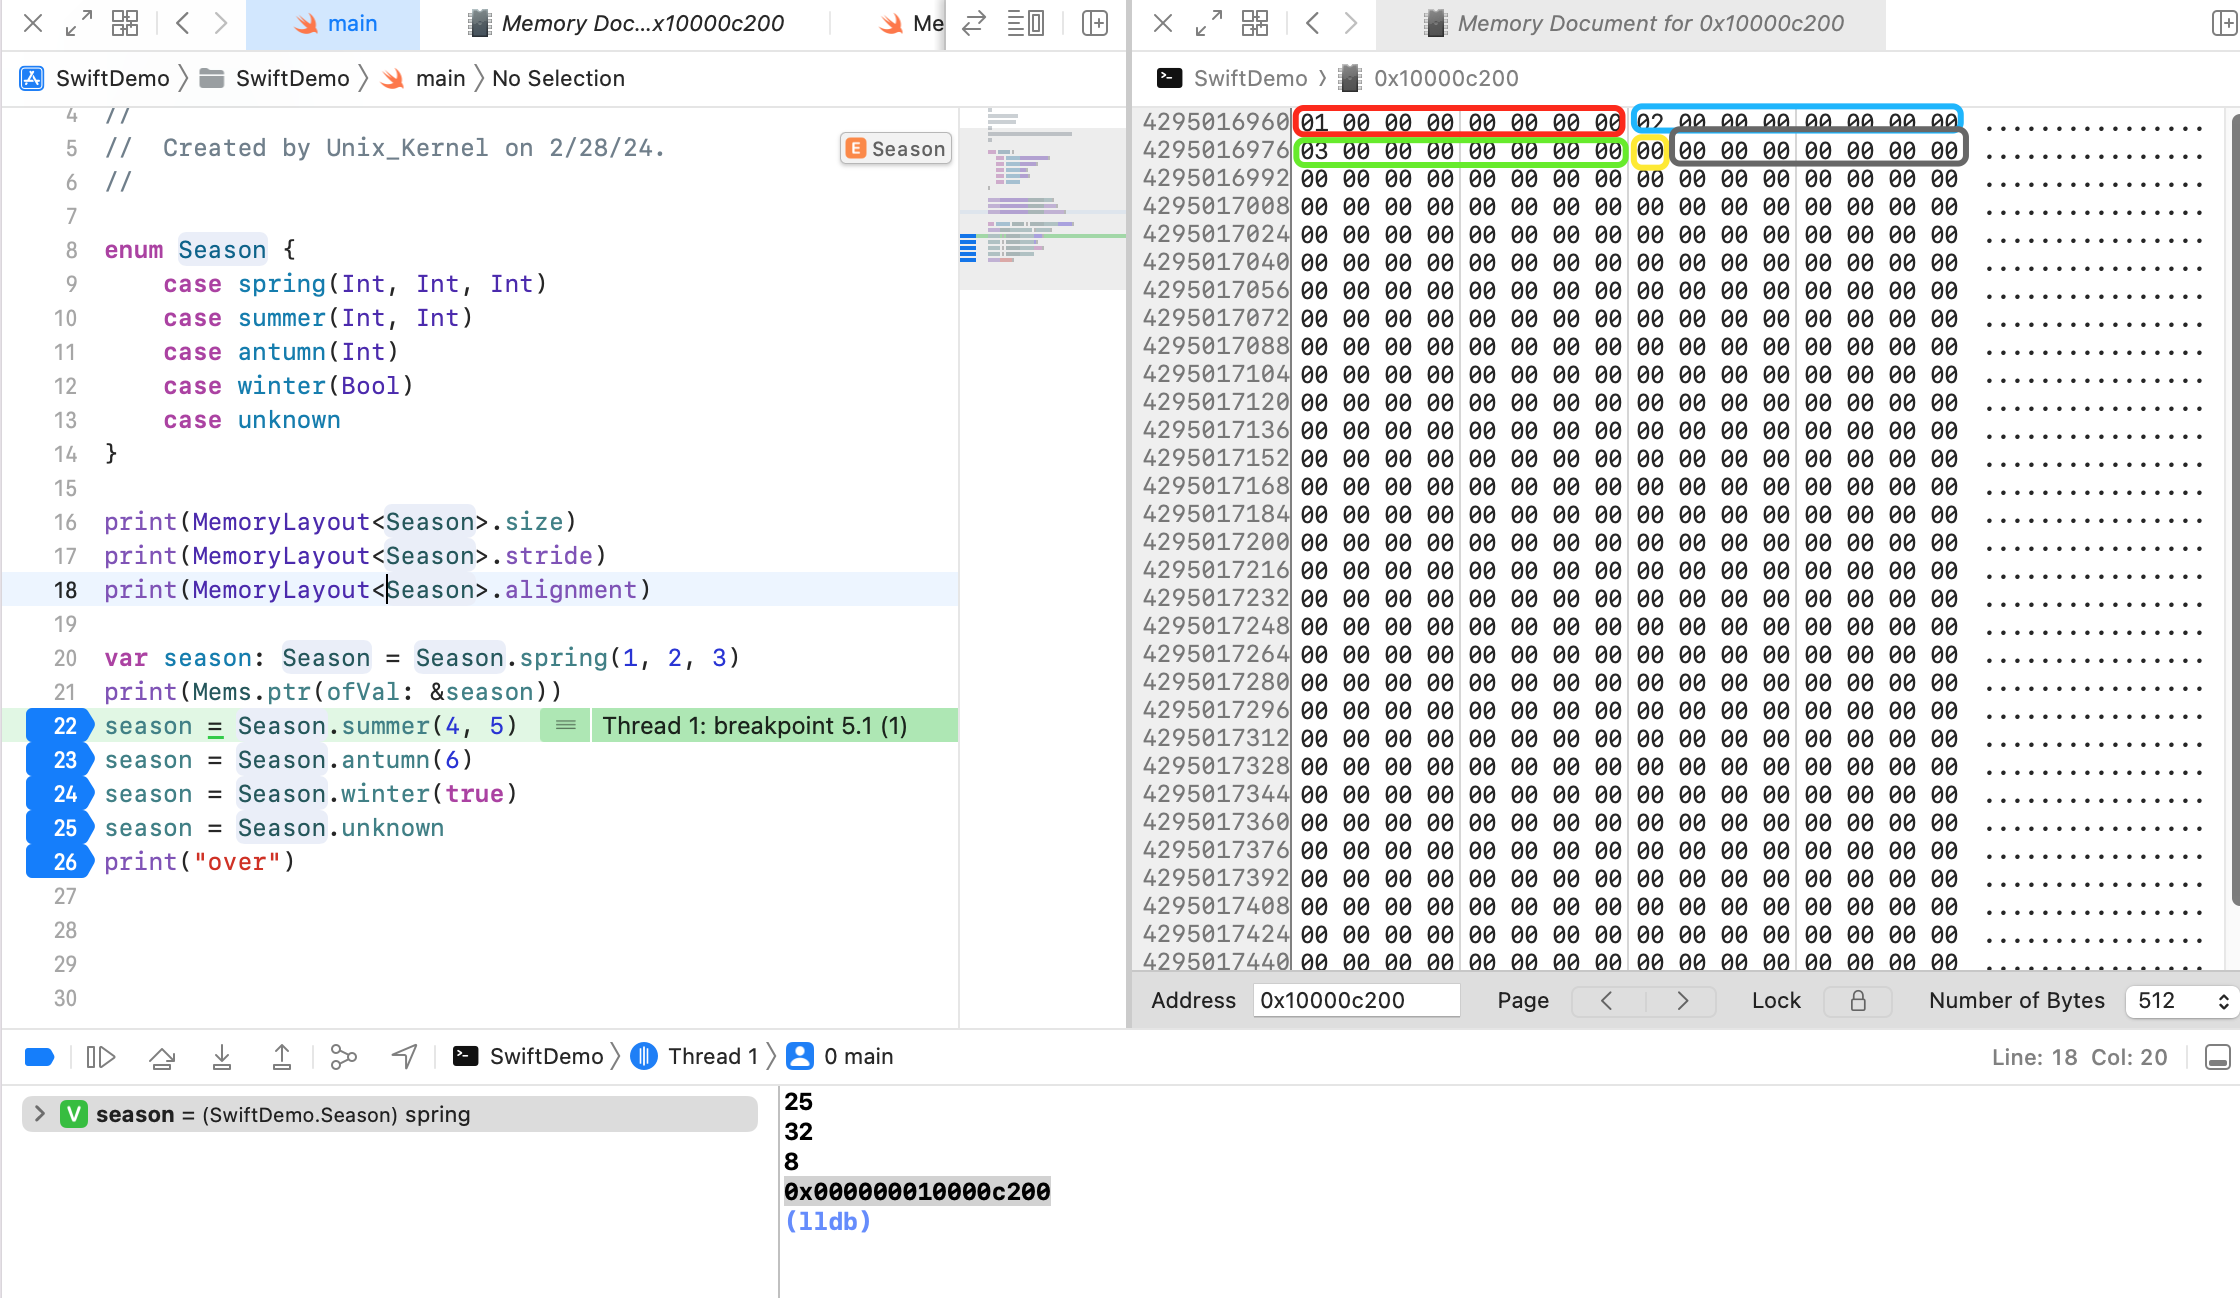 main
Memory Doc...x10000c200
Me
Memory Document for 0x10000c200
SwiftDemo
SwiftDemo
main
No Selection
SwiftDemo
0x10000c200
4 //
5 //  Created by Unix_Kernel on 2/28/24.
E Season
6 //
7
8 enum Season {
9     case spring(Int, Int, Int)
10     case summer(Int, Int)
11     case antumn(Int)
12     case winter(Bool)
13     case unknown
14 }
15
16 print(MemoryLayout<Season>.size)
17 print(MemoryLayout<Season>.stride)
18 print(MemoryLayout<Season>.alignment)
19
20 var season: Season = Season.spring(1, 2, 3)
21 print(Mems.ptr(ofVal: &season))
22 season = Season.summer(4, 5)
Thread 1: breakpoint 5.1 (1)
23 season = Season.antumn(6)
24 season = Season.winter(true)
25 season = Season.unknown
26 print("over")
27
28
29
30
4295016960 01 00 00 00 00 00 00 00 02 00 00 00 00 00 00 00 ................
4295016976 03 00 00 00 00 00 00 00 00 00 00 00 00 00 00 00 ................
4295016992 00 00 00 00 00 00 00 00 00 00 00 00 00 00 00 00 ................
4295017008 00 00 00 00 00 00 00 00 00 00 00 00 00 00 00 00 ................
4295017024 00 00 00 00 00 00 00 00 00 00 00 00 00 00 00 00 ................
4295017040 00 00 00 00 00 00 00 00 00 00 00 00 00 00 00 00 ................
4295017056 00 00 00 00 00 00 00 00 00 00 00 00 00 00 00 00 ................
4295017072 00 00 00 00 00 00 00 00 00 00 00 00 00 00 00 00 ................
4295017088 00 00 00 00 00 00 00 00 00 00 00 00 00 00 00 00 ................
4295017104 00 00 00 00 00 00 00 00 00 00 00 00 00 00 00 00 ................
4295017120 00 00 00 00 00 00 00 00 00 00 00 00 00 00 00 00 ................
4295017136 00 00 00 00 00 00 00 00 00 00 00 00 00 00 00 00 ................
4295017152 00 00 00 00 00 00 00 00 00 00 00 00 00 00 00 00 ................
4295017168 00 00 00 00 00 00 00 00 00 00 00 00 00 00 00 00 ................
4295017184 00 00 00 00 00 00 00 00 00 00 00 00 00 00 00 00 ................
4295017200 00 00 00 00 00 00 00 00 00 00 00 00 00 00 00 00 ................
4295017216 00 00 00 00 00 00 00 00 00 00 00 00 00 00 00 00 ................
4295017232 00 00 00 00 00 00 00 00 00 00 00 00 00 00 00 00 ................
4295017248 00 00 00 00 00 00 00 00 00 00 00 00 00 00 00 00 ................
4295017264 00 00 00 00 00 00 00 00 00 00 00 00 00 00 00 00 ................
4295017280 00 00 00 00 00 00 00 00 00 00 00 00 00 00 00 00 ................
4295017296 00 00 00 00 00 00 00 00 00 00 00 00 00 00 00 00 ................
4295017312 00 00 00 00 00 00 00 00 00 00 00 00 00 00 00 00 ................
4295017328 00 00 00 00 00 00 00 00 00 00 00 00 00 00 00 00 ................
4295017344 00 00 00 00 00 00 00 00 00 00 00 00 00 00 00 00 ................
4295017360 00 00 00 00 00 00 00 00 00 00 00 00 00 00 00 00 ................
4295017376 00 00 00 00 00 00 00 00 00 00 00 00 00 00 00 00 ................
4295017392 00 00 00 00 00 00 00 00 00 00 00 00 00 00 00 00 ................
4295017408 00 00 00 00 00 00 00 00 00 00 00 00 00 00 00 00 ................
4295017424 00 00 00 00 00 00 00 00 00 00 00 00 00 00 00 00 ................
4295017440 00 00 00 00 00 00 00 00 00 00 00 00 00 00 00 00 ................
Address 0x10000c200 Page Lock Number of Bytes 512
SwiftDemo
Thread 1
0 main
Line: 18 Col: 20
V season = (SwiftDemo.Season) spring
25
32
8
0x000000010000c200
(lldb)